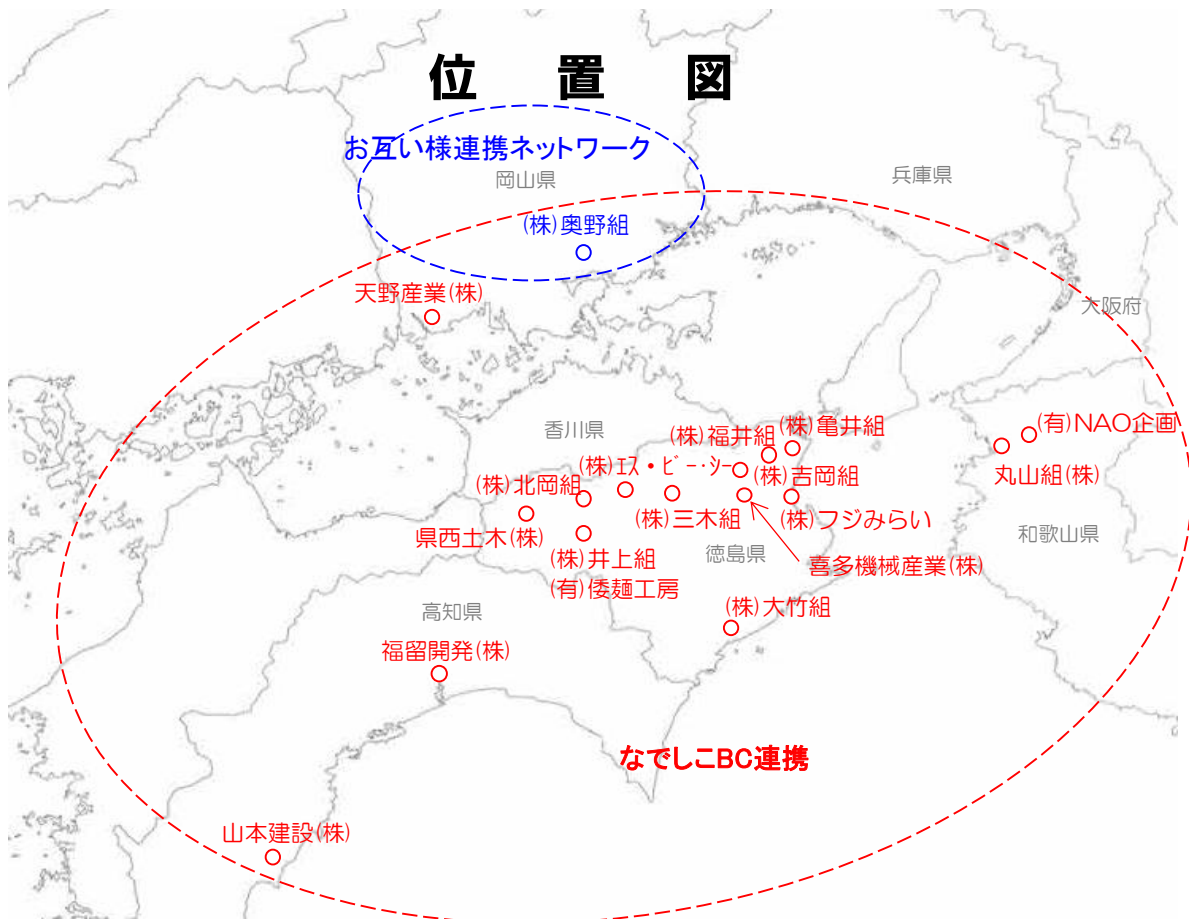 位 置 図
お互い様連携ネットワーク
岡山県
兵庫県
(株)奥野組
天野産業(株)
大阪府
香川県
(株)福井組
(株)亀井組
(有)NAO企画
(株)エス・ビー・シー
(株)吉岡組
丸山組(株)
(株)北岡組
(株)三木組
(株)フジみらい
県西土木(株)
和歌山県
(株)井上組
徳島県
喜多機械産業(株)
(有)倭麺工房
高知県
(株)大竹組
福留開発(株)
なでしこBC連携
山本建設(株)